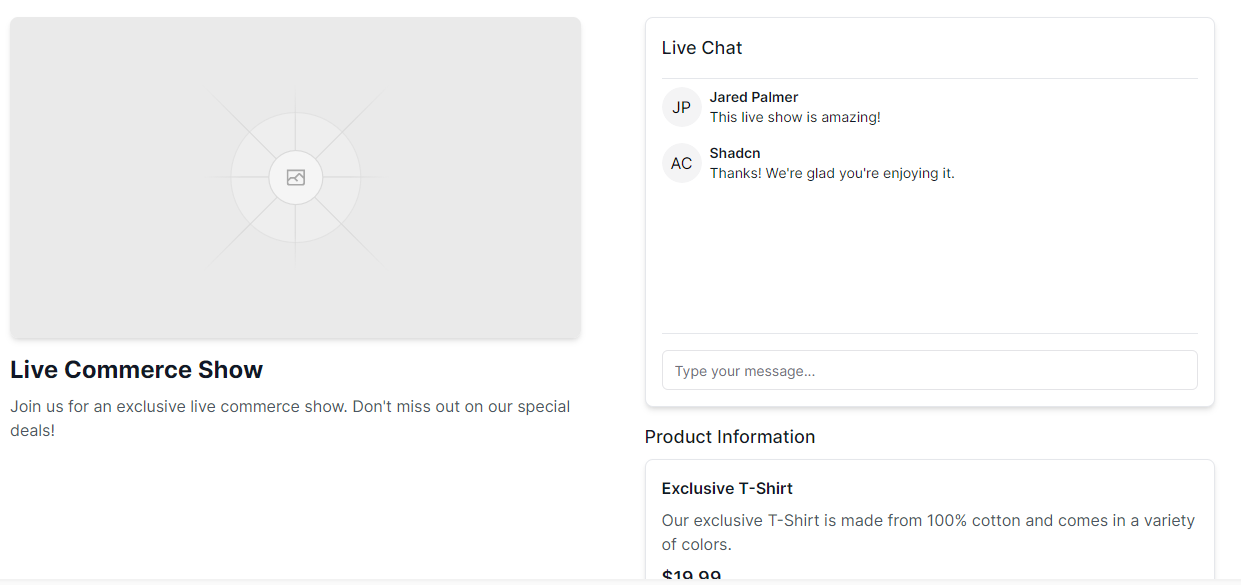 Live Commerce Show
Join us for an exclusive live commerce show. Don't miss out on our special
deals!
Live Chat
JP
Jared Palmer
This live show is amazing!
AC
Shadcn
Thanks! We're glad you're enjoying it.
Type your message...
Product Information
Exclusive T-Shirt
Our exclusive T-Shirt is made from 100% cotton and comes in a variety
of colors.
$19.99